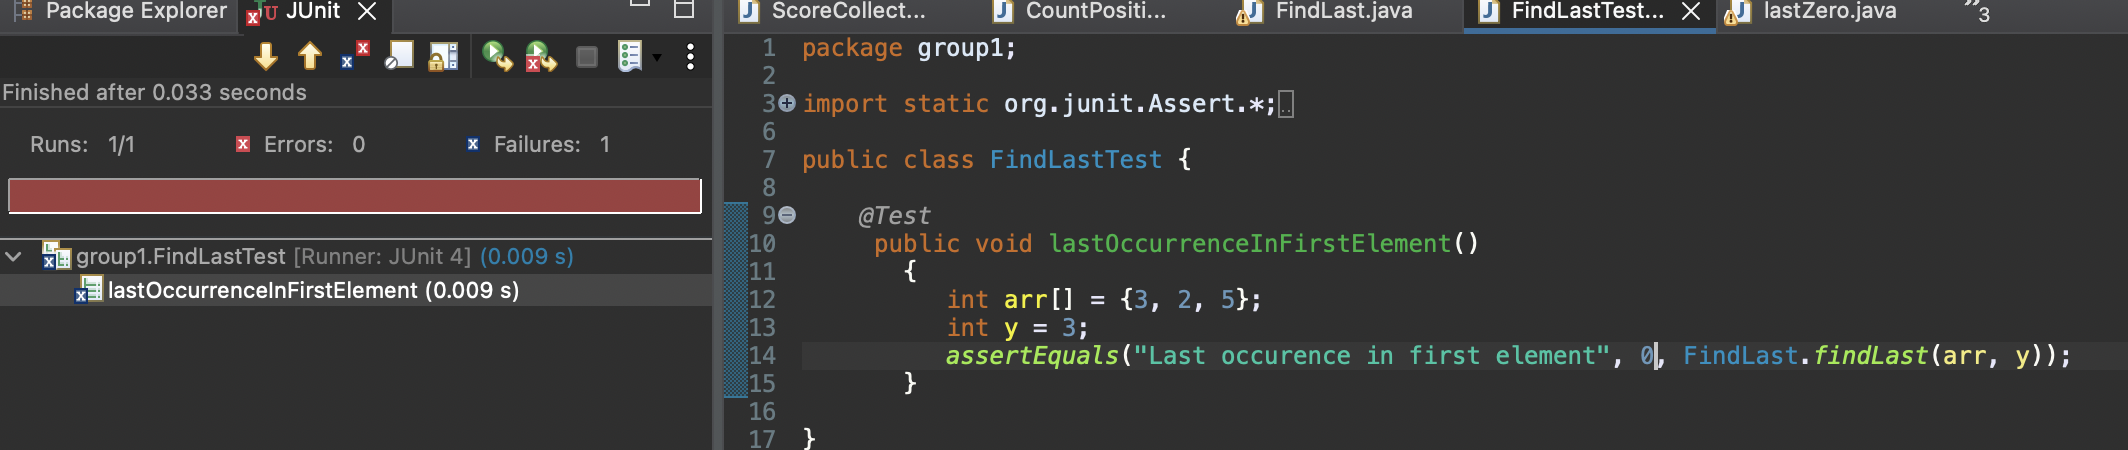 Package Explorer
JUnit
Finished after 0.033 seconds
Runs: 1/1
Errors: 0
Failures: 1
group1.FindLastTest [Runner: JUnit 4] (0.009 s)
lastOccurrenceInFirstElement (0.009 s)
ScoreCollect...
CountPositi...
FindLast.java
FindLastTest...
lastZero.java
»3
1 package group1;
2
3 import static org.junit.Assert.*;
6
7 public class FindLastTest {
8
9 @Test
10 public void lastOccurrenceInFirstElement()
11 {
12 int arr[] = {3, 2, 5};
13 int y = 3;
14 assertEquals("Last occurence in first element", 0, FindLast.findLast(arr, y));
15 }
16
17 }